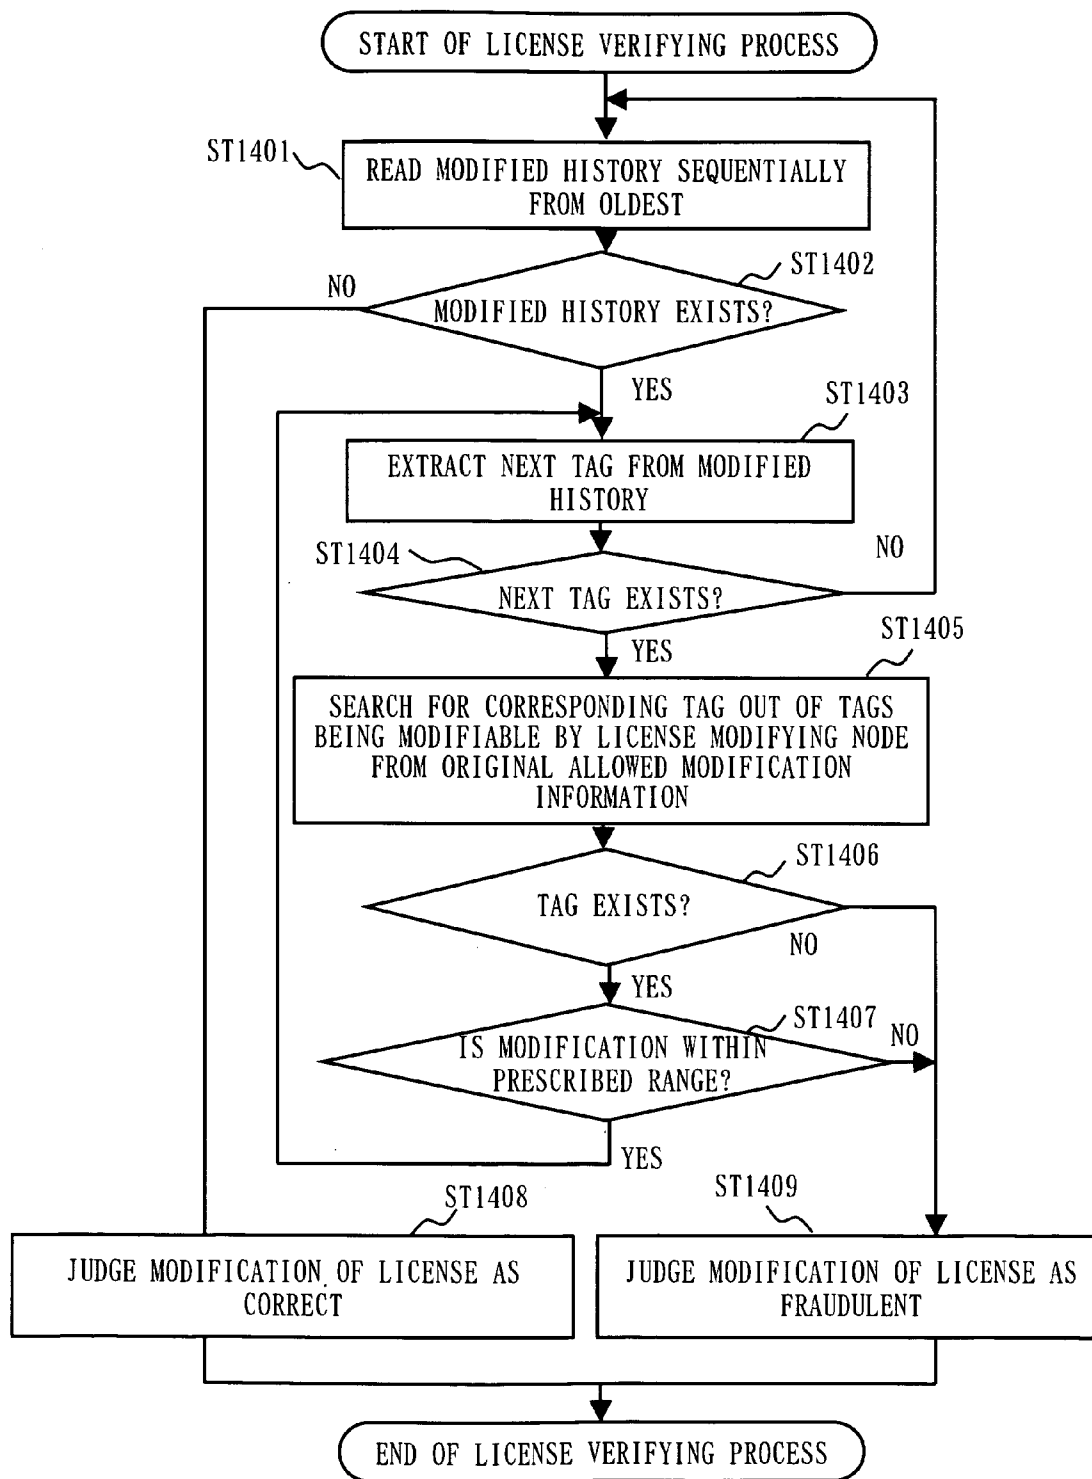 START OF LICENSE VERIFYING PROCESS
ST1401
READ MODIFIED HISTORY SEQUENTIALLY
FROM OLDEST
ST1402
NO
MODIFIED HISTORY EXISTS?
YES
ST1403
EXTRACT NEXT TAG FROM MODIFIED
HISTORY
ST1404
NO
NEXT TAG EXISTS?
YES
ST1405
SEARCH FOR CORRESPONDING TAG OUT OF TAGS
BEING MODIFIABLE BY LICENSE MODIFYING NODE
FROM ORIGINAL ALLOWED MODIFICATION
INFORMATION
ST1406
TAG EXISTS?
NO
YES
ST1407
IS MODIFICATION WITHIN
PRESCRIBED RANGE?
NO
YES
ST1408
ST1409
JUDGE MODIFICATION OF LICENSE AS
CORRECT
JUDGE MODIFICATION OF LICENSE AS
FRAUDULENT
END OF LICENSE VERIFYING PROCESS